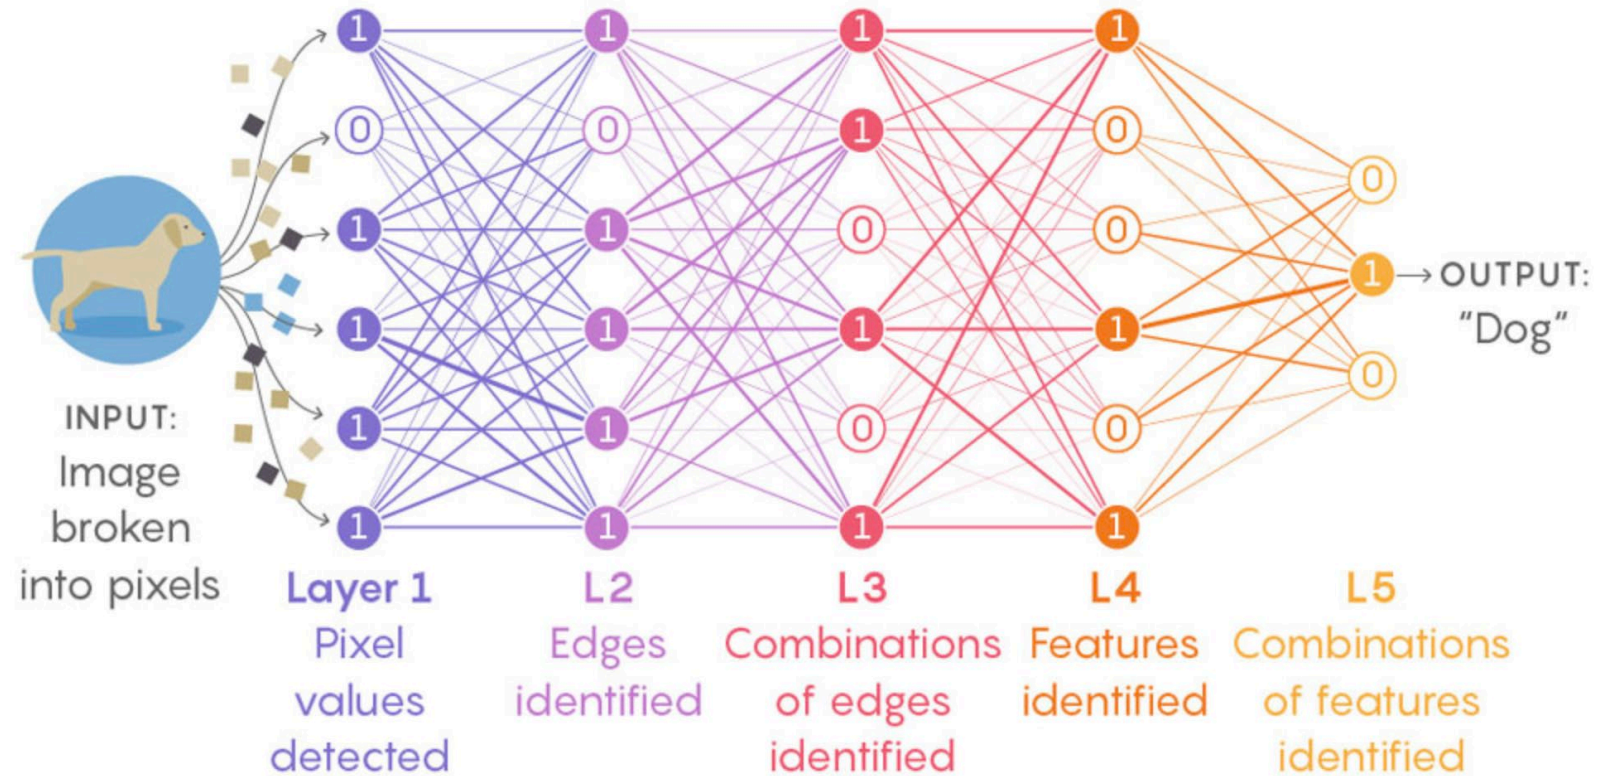 1 1 1 1
0 0 1 0
0
1 1 0 0
1
OUTPUT:
"Dog"
1 1 1 1
0
1 1 0 0
1 1 1 1
INPUT:
Image
broken
into pixels
Layer 1
Pixel
values
detected
L2
Edges
identified
L3
Combinations
of edges
identified
L4
Features
identified
L5
Combinations
of features
identified